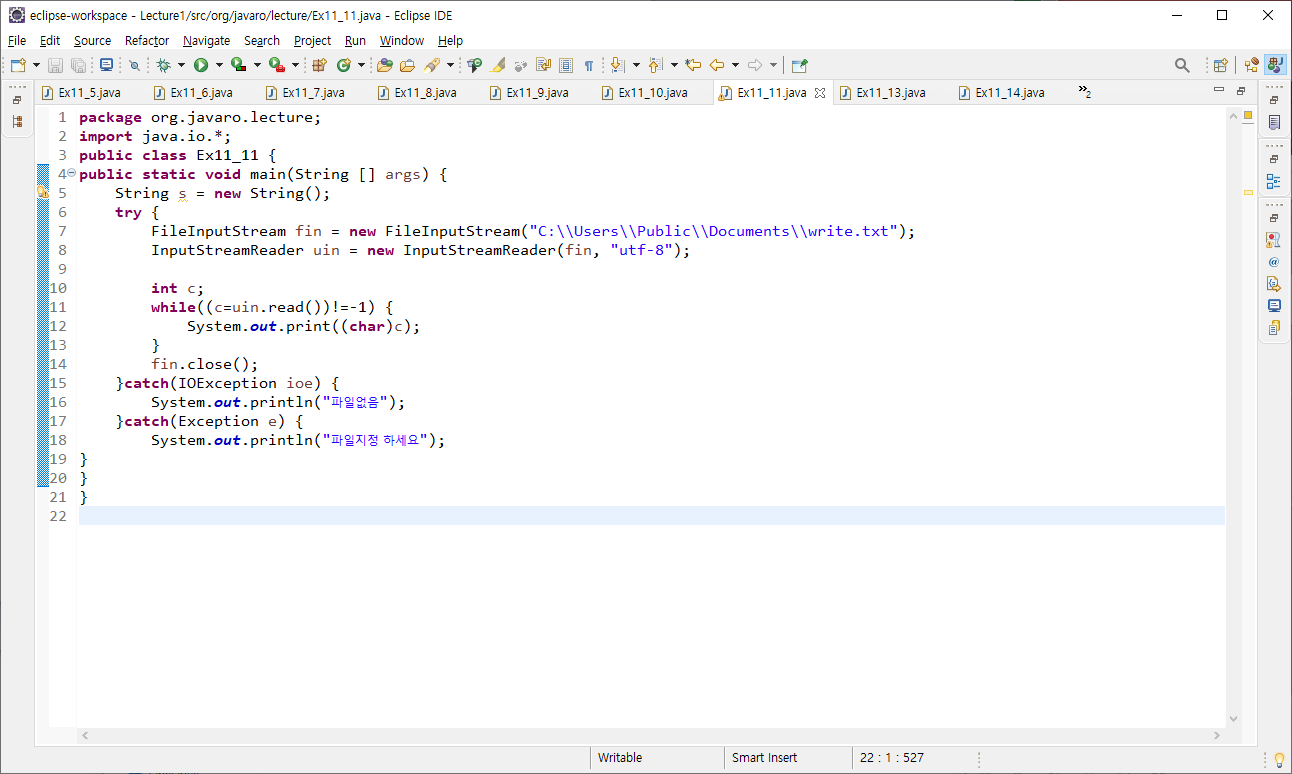 eclipse-workspace - Lecture1/src/org/javaro/lecture/Ex11_11.java - Eclipse IDE
File Edit Source Refactor Navigate Search Project Run Window Help
Ex11_5.java Ex11_6.java Ex11_7.java Ex11_8.java Ex11_9.java Ex11_10.java Ex11_11.java Ex11_13.java Ex11_14.java »2
1 package org.javaro.lecture;
2 import java.io.*;
3 public class Ex11_11 {
4 public static void main(String [] args) {
5 String s = new String();
6 try {
7 FileInputStream fin = new FileInputStream("C:\\Users\\Public\\Documents\\write.txt");
8 InputStreamReader uin = new InputStreamReader(fin, "utf-8");
9
10 int c;
11 while((c=uin.read())!=-1) {
12 System.out.print((char)c);
13 }
14 fin.close();
15 }catch(IOException ioe) {
16 System.out.println("파일없음");
17 }catch(Exception e) {
18 System.out.println("파일지정 하세요");
19 }
20 }
21 }
22
Writable Smart Insert 22 : 1 : 527